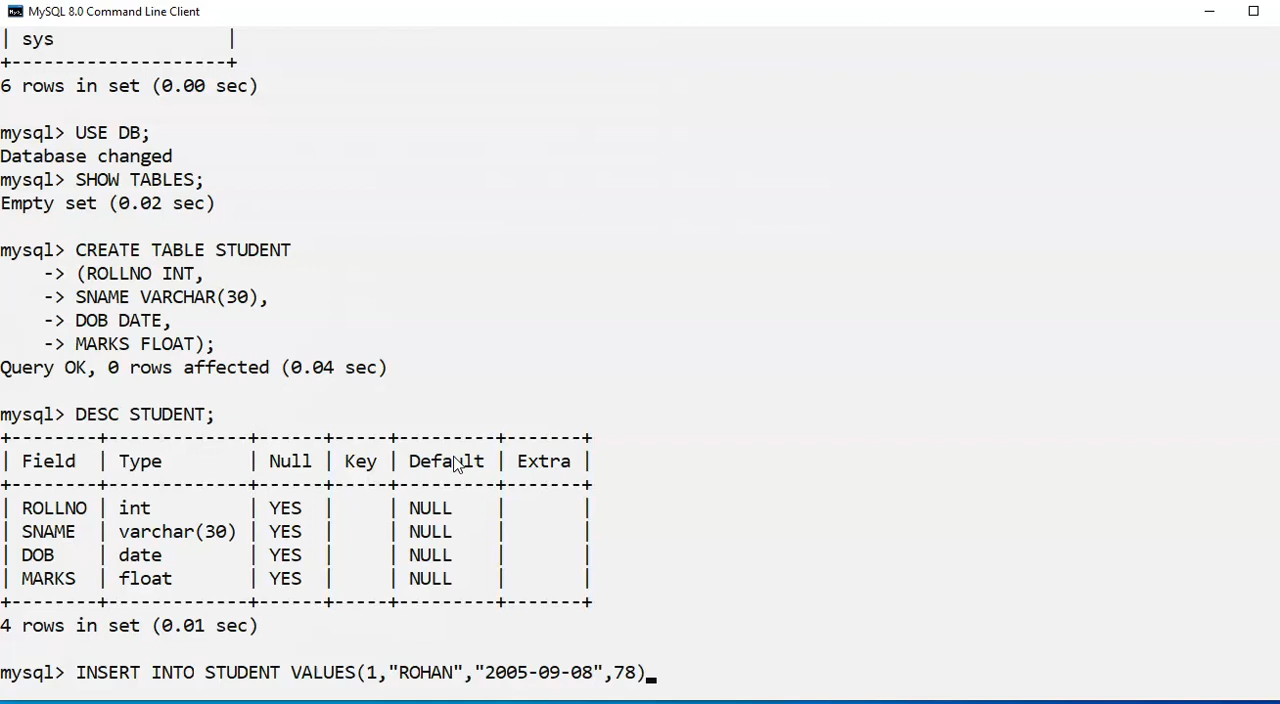 MySQL 8.0 Command Line Client
| sys                |
+--------------------+
6 rows in set (0.00 sec)
mysql> USE DB;
Database changed
mysql> SHOW TABLES;
Empty set (0.02 sec)
mysql> CREATE TABLE STUDENT
    -> (ROLLNO INT,
    -> SNAME VARCHAR(30),
    -> DOB DATE,
    -> MARKS FLOAT);
Query OK, 0 rows affected (0.04 sec)
mysql> DESC STUDENT;
+--------+-------------+------+-----+---------+-------+
| Field  | Type        | Null | Key | Default | Extra |
+--------+-------------+------+-----+---------+-------+
| ROLLNO | int         | YES  |     | NULL    |       |
| SNAME  | varchar(30) | YES  |     | NULL    |       |
| DOB    | date        | YES  |     | NULL    |       |
| MARKS  | float       | YES  |     | NULL    |       |
+--------+-------------+------+-----+---------+-------+
4 rows in set (0.01 sec)
mysql> INSERT INTO STUDENT VALUES(1,"ROHAN","2005-09-08",78)